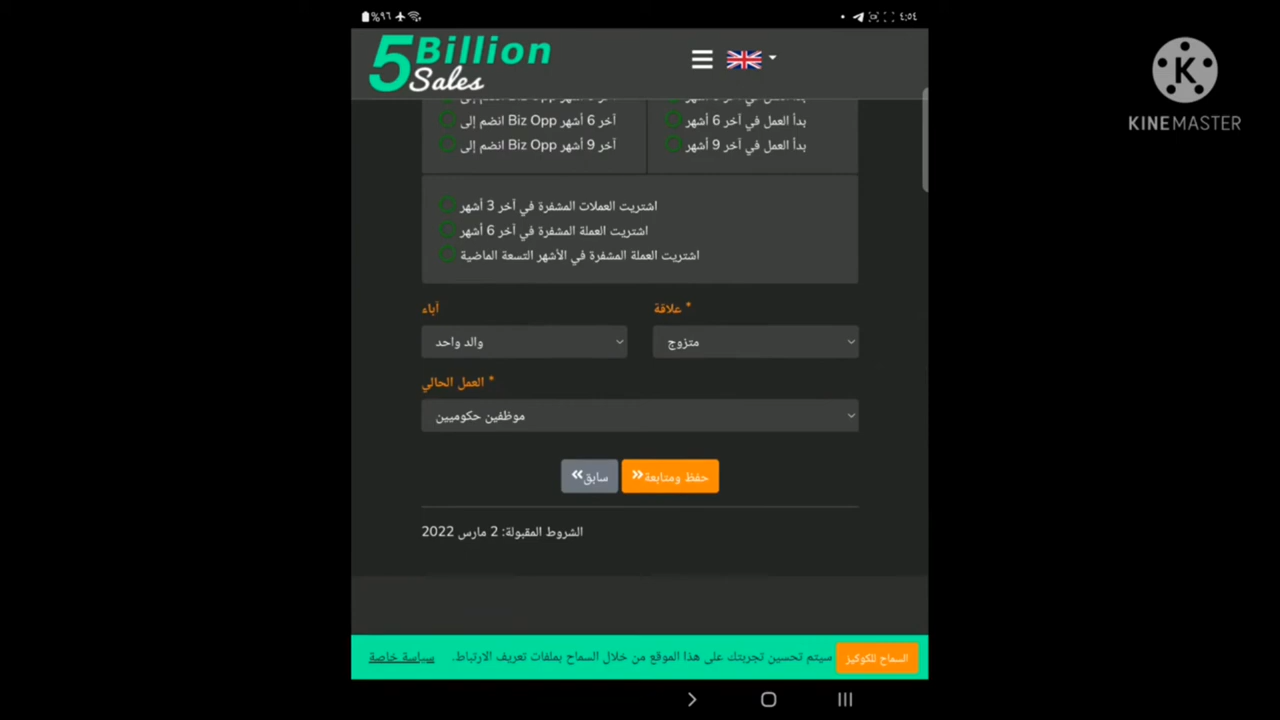 %٩٦
٤:٥٤
5Billion
Sales
آخر 6 أشهر Biz Opp انضم إلى
بدأ العمل في آخر 6 أشهر
آخر 9 أشهر Biz Opp انضم إلى
بدأ العمل في آخر 9 أشهر
اشتريت العملات المشفرة في آخر 3 أشهر
اشتريت العملة المشفرة في آخر 6 أشهر
اشتريت العملة المشفرة في الأشهر التسعة الماضية
* علاقة
آباء
متزوج
والد واحد
* العمل الحالي
موظفين حكوميين
حفظ ومتابعة
سابق
الشروط المقبولة: 2 مارس 2022
السماح للكوكيز
سيتم تحسين تجربتك على هذا الموقع من خلال السماح بملفات تعريف الارتباط.
سياسة خاصة
K
KINEMASTER